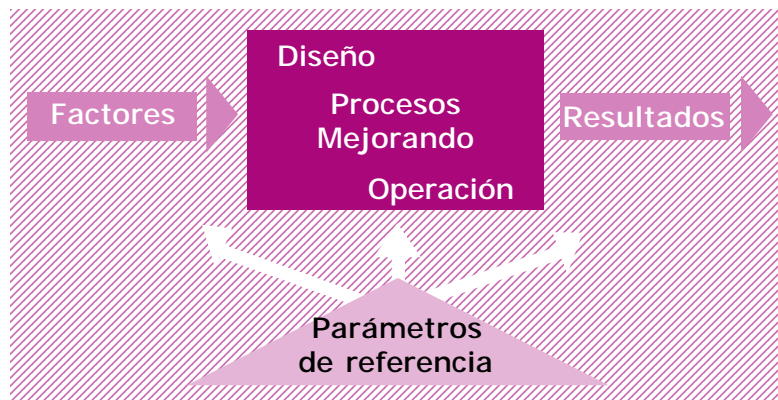 Diseño
Factores
Procesos
Mejorando
Resultados
Operación
Parámetros
de referencia